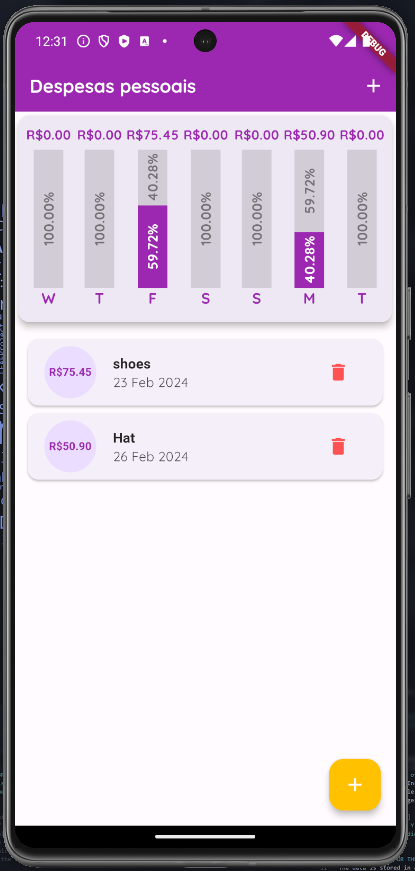 12:31
DEBUG
Despesas pessoais
R$0.00 R$0.00 R$75.45 R$0.00 R$0.00 R$50.90 R$0.00
100.00% 100.00% 40.28% 59.72% 100.00% 100.00% 59.72% 40.28% 100.00%
W T F S S M T
R$75.45
shoes
23 Feb 2024
R$50.90
Hat
26 Feb 2024